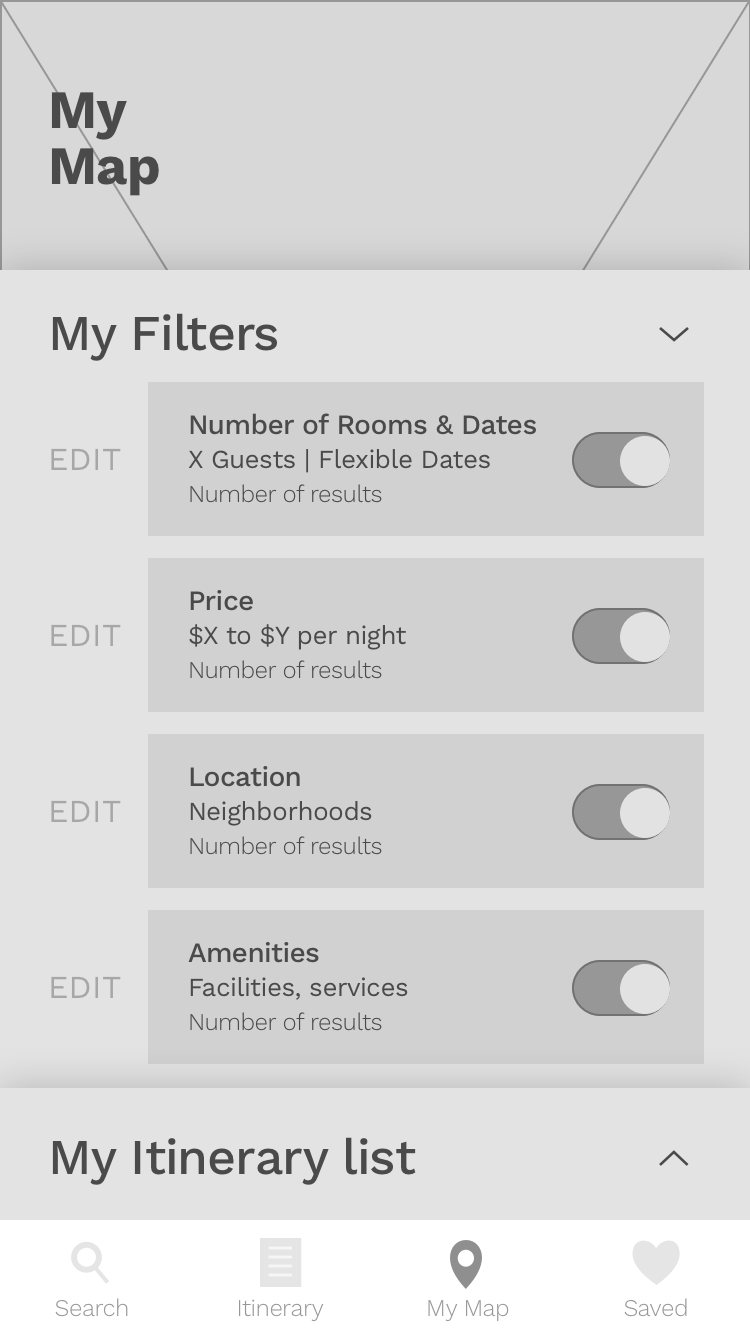 My
Map
My Filters
EDIT
Number of Rooms & Dates
X Guests | Flexible Dates
Number of results
EDIT
Price
$X to $Y per night
Number of results
EDIT
Location
Neighborhoods
Number of results
EDIT
Amenities
Facilities, services
Number of results
My Itinerary list
Search
Itinerary
My Map
Saved